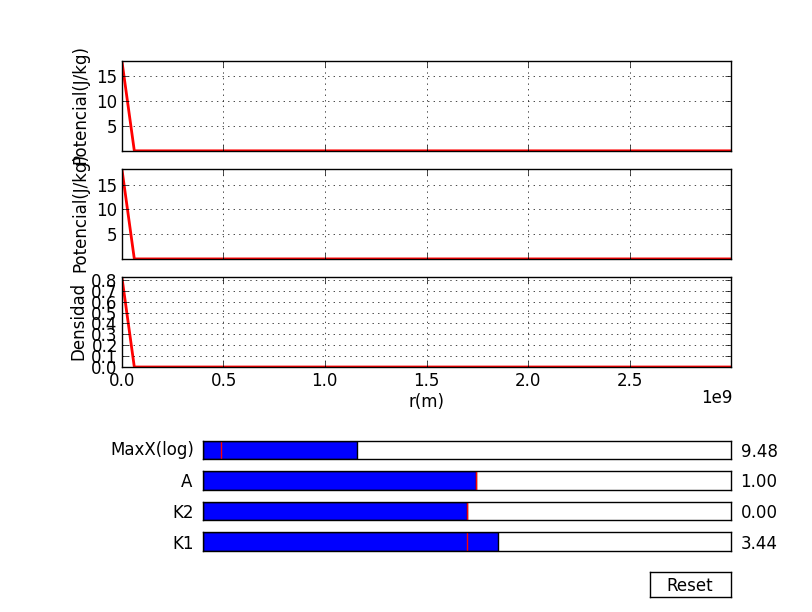 Potencial(J/kg)
15
10
5
Potencial(J/kg)
15
10
5
Densidad
0.8
0.7
0.6
0.5
0.4
0.3
0.2
0.1
0.0
0.0 0.5 1.0 1.5 2.0 2.5
r(m)
1e9
MaxX(log) 9.48
A 1.00
K2 0.00
K1 3.44
Reset